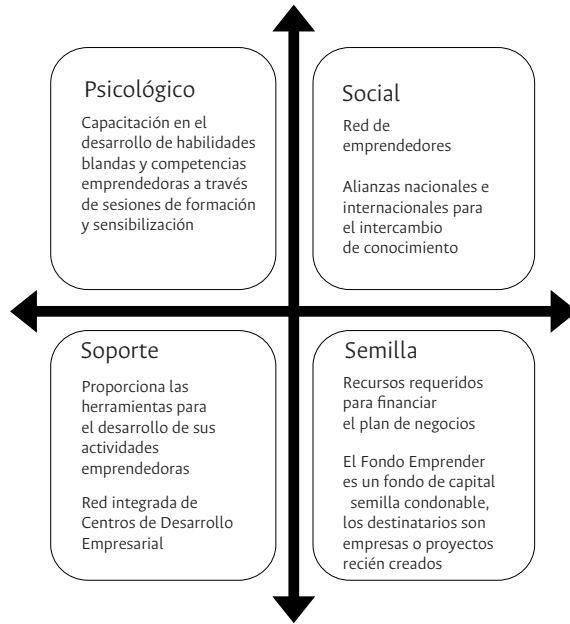 Psicológico
Capacitación en el
desarrollo de habilidades
blandas y competencias
emprendedoras a través
de sesiones de formación
y sensibilización
Social
Red de
emprendedores
Alianzas nacionales e
internacionales para
el intercambio
de conocimiento
Soporte
Proporciona las
herramientas para
el desarrollo de sus
actividades
emprendedoras
Red integrada de
Centros de Desarrollo
Empresarial
Semilla
Recursos requeridos
para financiar
el plan de negocios
El Fondo Emprender
es un fondo de capital
semilla condonable,
los destinatarios son
empresas o proyectos
recién creados